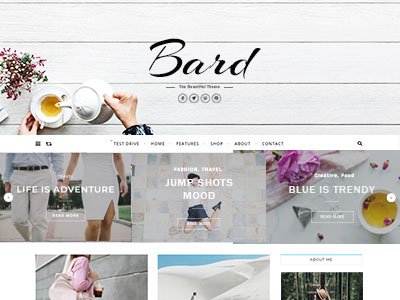 Bard
The Beautiful Theme
TEST DRIVE HOME FEATURES SHOP ABOUT CONTACT
TRAVEL
LIFE IS ADVENTURE
READ MORE
FASHION, TRAVEL
JUMP SHOTS
MOOD
READ MORE
Creative, Food
BLUE IS TRENDY
READ MORE
ABOUT ME